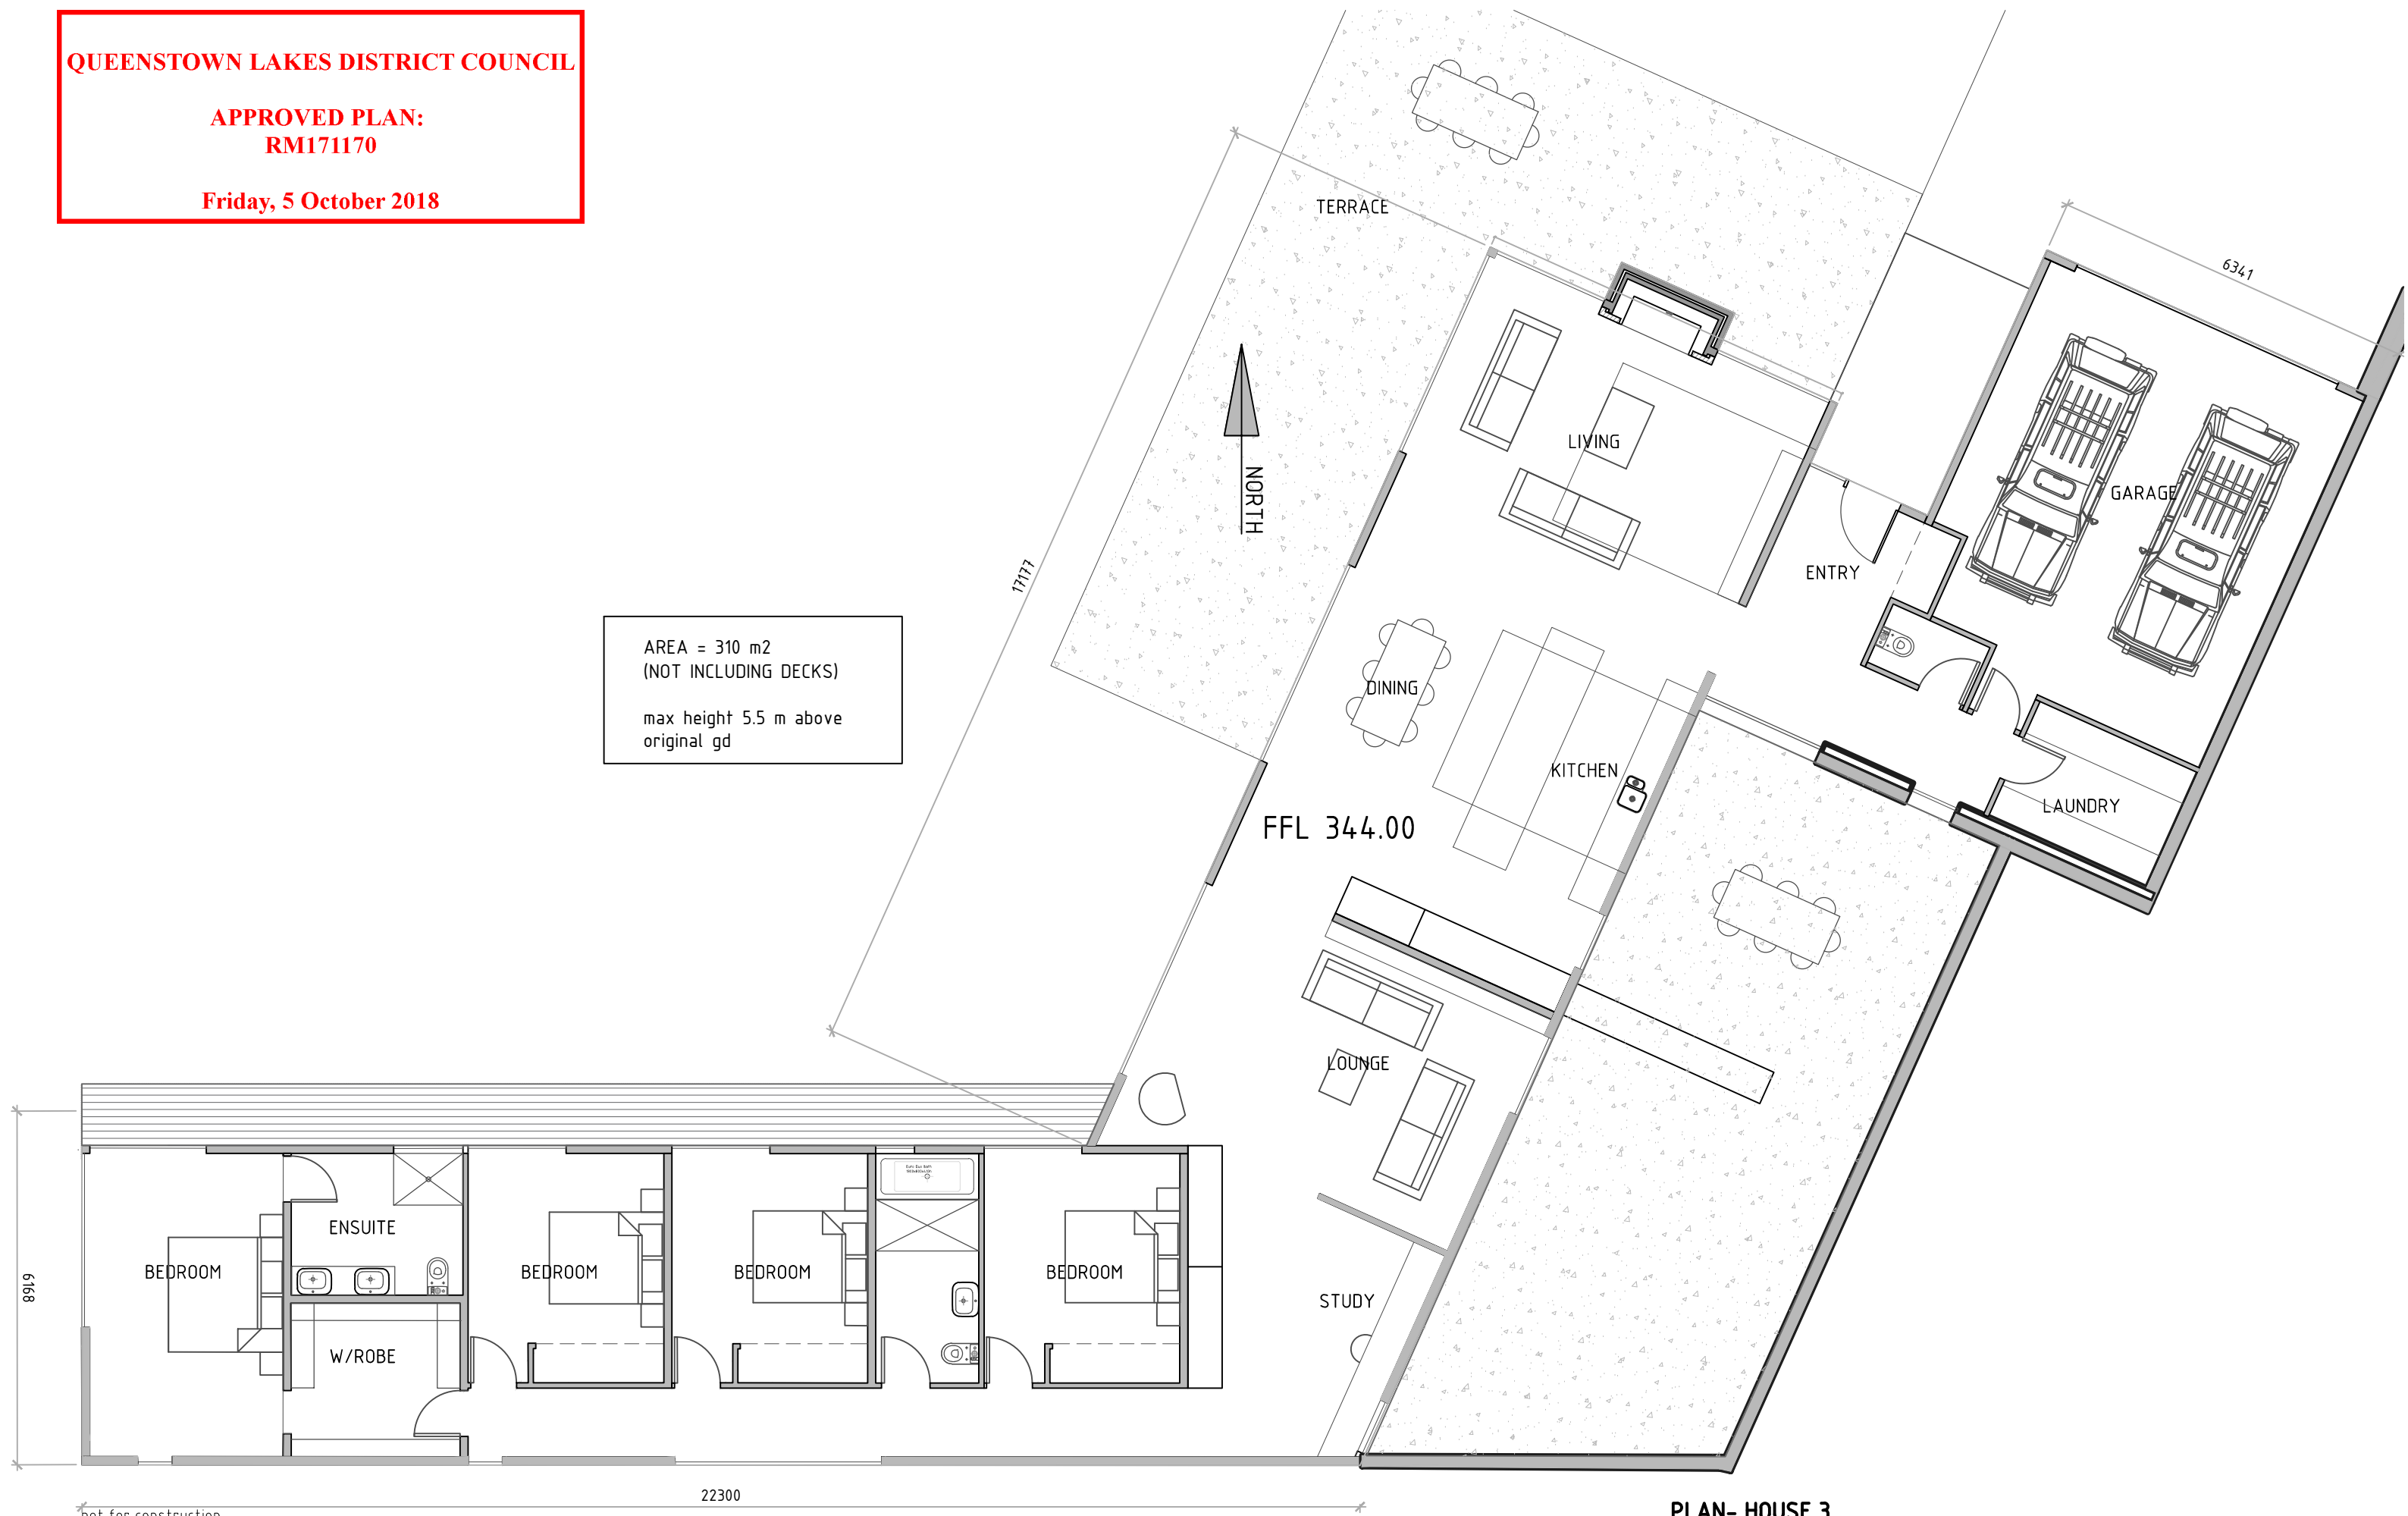 QUEENSTOWN LAKES DISTRICT COUNCIL
APPROVED PLAN:
RM171170
Friday, 5 October 2018
TERRACE
6341
LIVING
NORTH
GARAGE
17177
ENTRY
AREA = 310 m2
(NOT INCLUDING DECKS)
max height 5.5 m above
original gd
DINING
KITCHEN
LAUNDRY
FFL 344.00
LOUNGE
ENSUITE
BEDROOM
BEDROOM
BEDROOM
BEDROOM
6168
STUDY
W/ROBE
22300
not for construction
PLAN- HOUSE 3